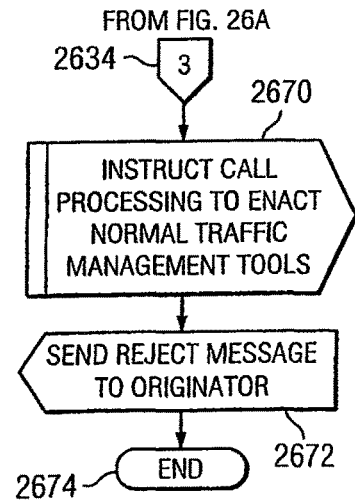 FROM FIG. 26A
2634
3
2670
INSTRUCT CALL
PROCESSING TO ENACT
NORMAL TRAFFIC
MANAGEMENT TOOLS
SEND REJECT MESSAGE
TO ORIGINATOR
2672
2674
END